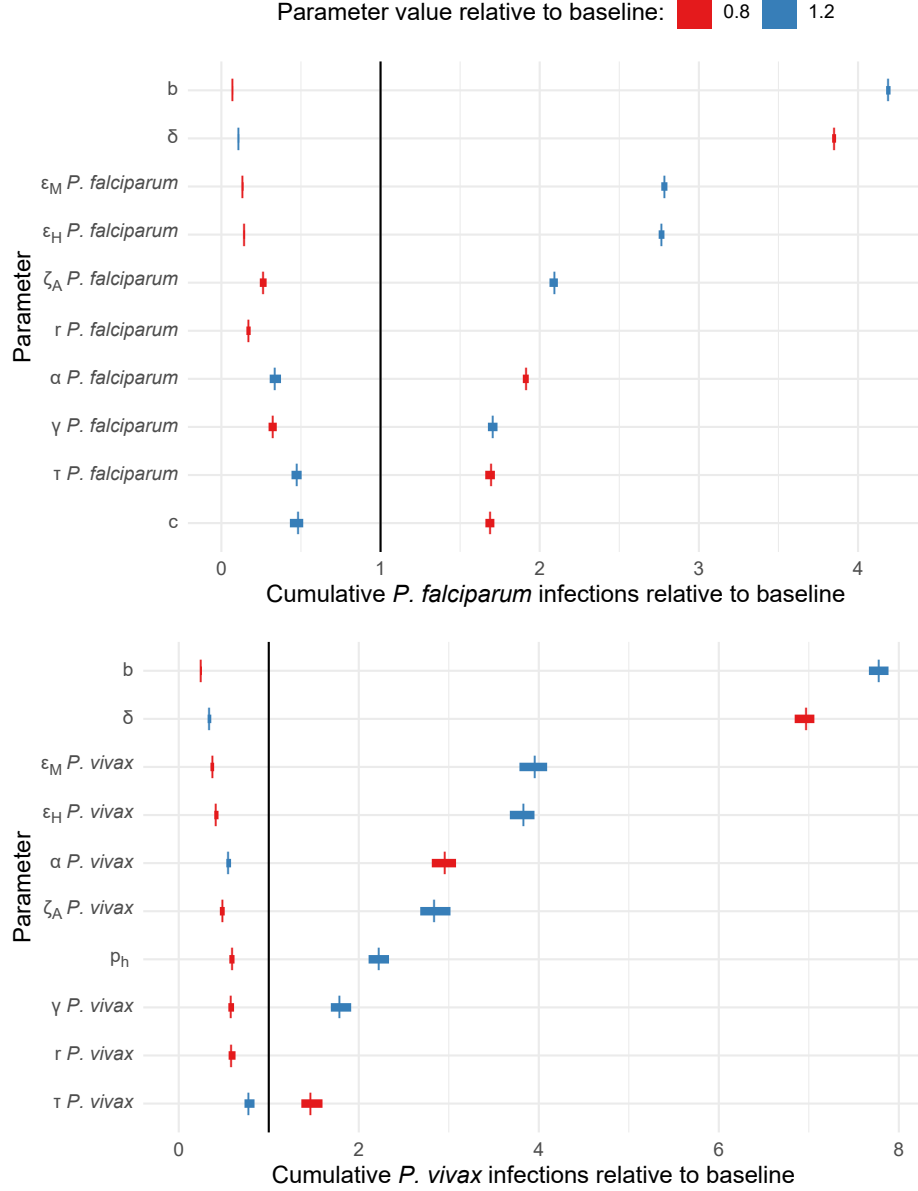 Parameter value relative to baseline: 0.8 1.2
b
δ
εM P. falciparum
εH P. falciparum
ζA P. falciparum
r P. falciparum
α P. falciparum
γ P. falciparum
τ P. falciparum
c
Parameter
0 1 2 3 4
Cumulative P. falciparum infections relative to baseline
b
δ
εM P. vivax
εH P. vivax
α P. vivax
ζA P. vivax
ph
γ P. vivax
r P. vivax
τ P. vivax
Parameter
0 2 4 6 8
Cumulative P. vivax infections relative to baseline